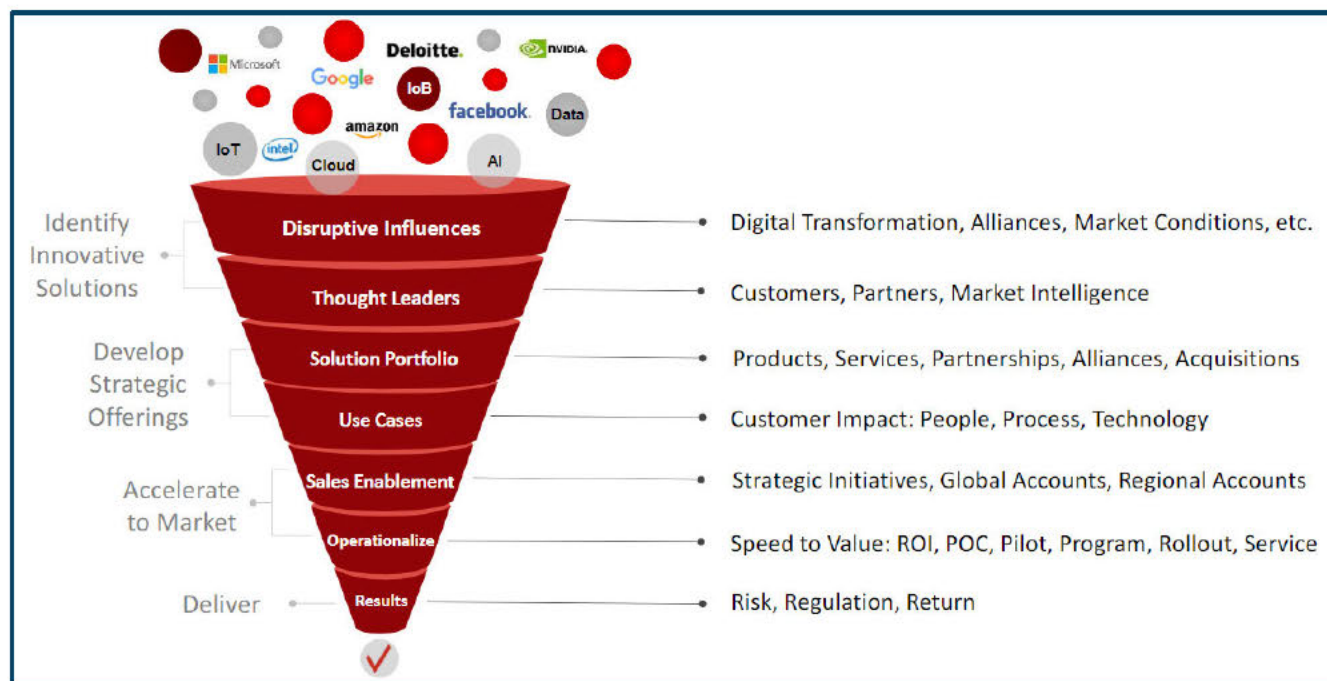 Deloitte.
NVIDIA.
Microsoft
Google
IoB
facebook.
Data
amazon
IoT
intel
Cloud
AI
Identify
Innovative
Solutions
Disruptive Influences
Digital Transformation, Alliances, Market Conditions, etc.
Thought Leaders
Customers, Partners, Market Intelligence
Develop
Strategic
Offerings
Solution Portfolio
Products, Services, Partnerships, Alliances, Acquisitions
Use Cases
Customer Impact: People, Process, Technology
Accelerate
to Market
Sales Enablement
Strategic Initiatives, Global Accounts, Regional Accounts
Operationalize
Speed to Value: ROI, POC, Pilot, Program, Rollout, Service
Deliver
Results
Risk, Regulation, Return